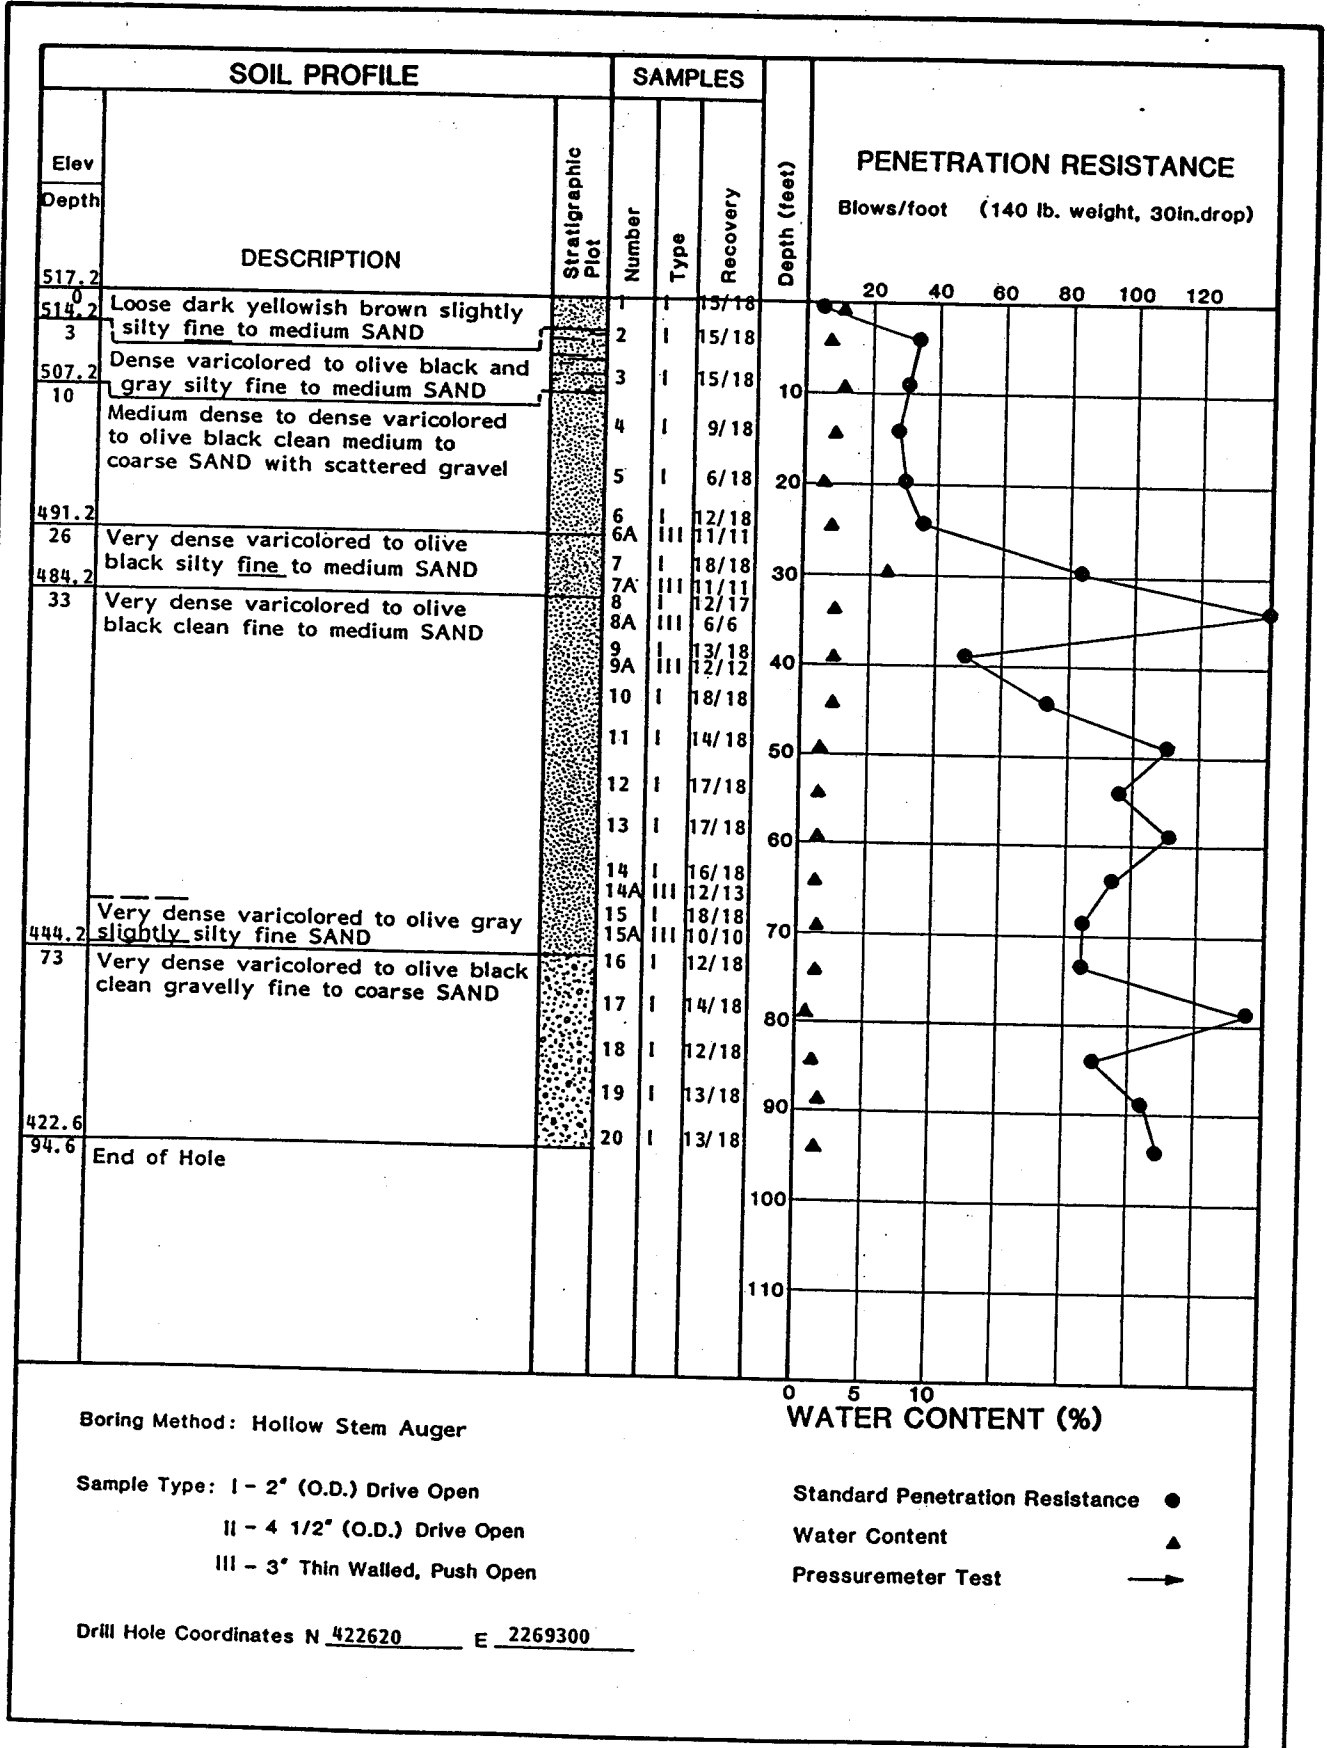 SOIL PROFILE
SAMPLES
Elev
Depth
DESCRIPTION
Stratigraphic
Plot
Number
Type
Recovery
Depth (feet)
PENETRATION RESISTANCE
Blows/foot (140 lb. weight, 30in.drop)
20 40 60 80 100 120
517.2
0
514.2
3
Loose dark yellowish brown slightly
silty fine to medium SAND
507.2
10
Dense varicolored to olive black and
gray silty fine to medium SAND
Medium dense to dense varicolored
to olive black clean medium to
coarse SAND with scattered gravel
491.2
26
Very dense varicolored to olive
black silty fine to medium SAND
484.2
33
Very dense varicolored to olive
black clean fine to medium SAND
Very dense varicolored to olive gray
slightly silty fine SAND
444.2
73
Very dense varicolored to olive black
clean gravelly fine to coarse SAND
422.6
94.6
End of Hole
1 I 15/18
2 I 15/18
3 I 15/18
4 I 9/18
5 I 6/18
6 I 12/18
6A III 11/11
7 I 18/18
7A III 11/11
8 I 12/17
8A III 6/6
9 I 13/18
9A III 12/12
10 I 18/18
11 I 14/18
12 I 17/18
13 I 17/18
14 I 16/18
14A III 12/13
15 I 18/18
15A III 10/10
16 I 12/18
17 I 14/18
18 I 12/18
19 I 13/18
20 I 13/18
10
20
30
40
50
60
70
80
90
100
110
0 5 10
WATER CONTENT (%)
Boring Method: Hollow Stem Auger
Sample Type: I - 2" (O.D.) Drive Open
II - 4 1/2" (O.D.) Drive Open
III - 3" Thin Walled, Push Open
Drill Hole Coordinates N 422620 E 2269300
Standard Penetration Resistance
Water Content
Pressuremeter Test